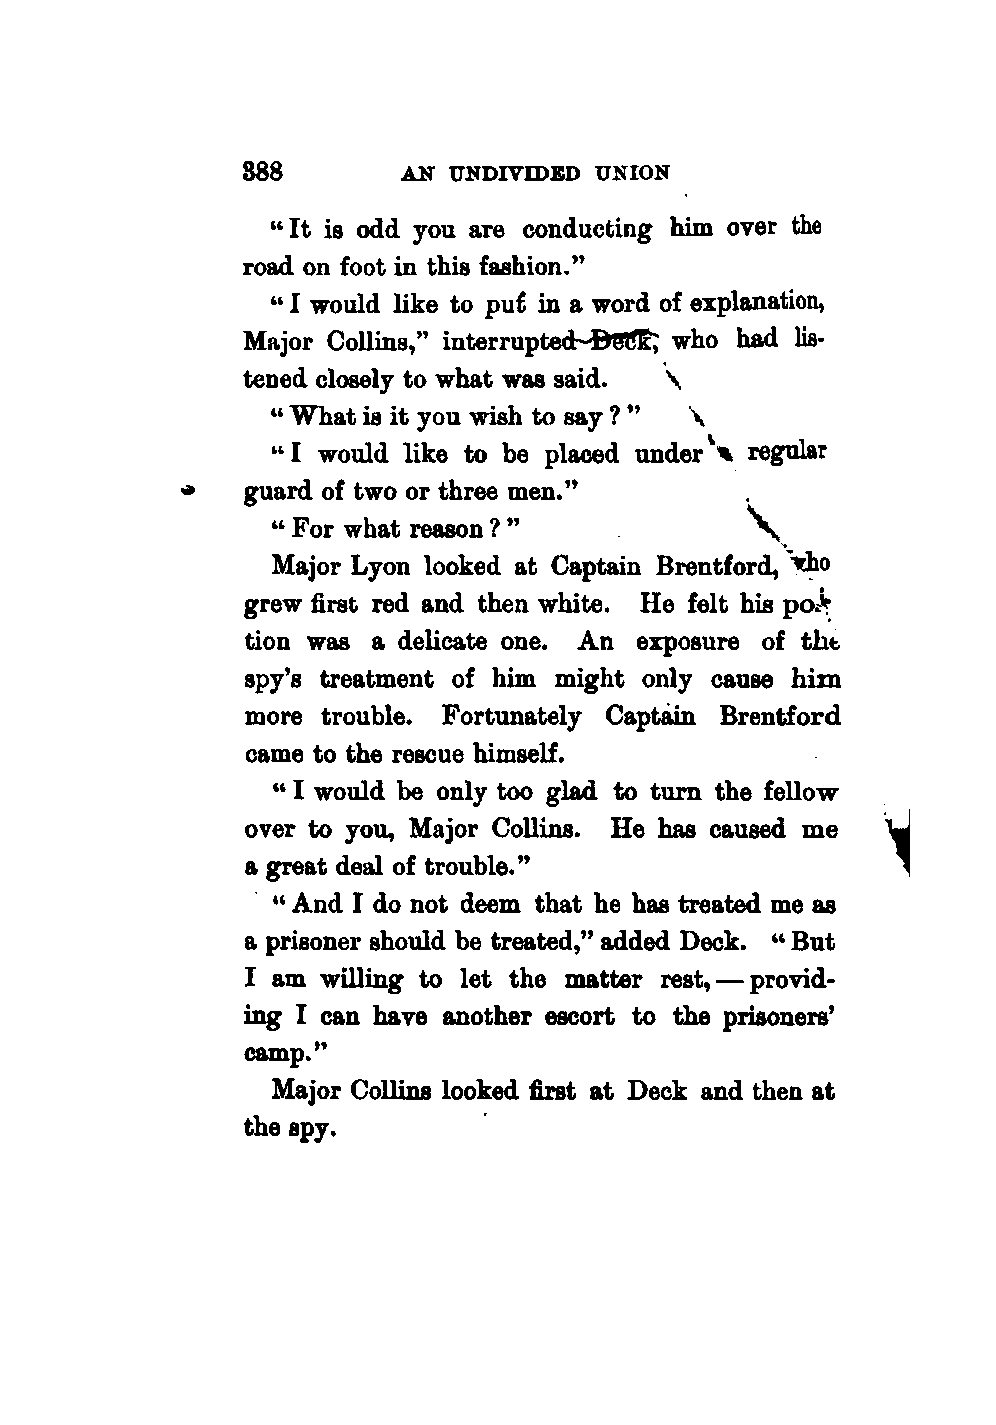 388 AN UNDIVIDED UNION
“It is odd you are conducting him over the
road on foot in this fashion.”
“I would like to put in a word of explanation,
Major Collins,” interrupted Deck, who had lis-
tened closely to what was said.
“What is it you wish to say?”
“I would like to be placed under a regular
guard of two or three men.”
“For what reason?”
Major Lyon looked at Captain Brentford, who
grew first red and then white. He felt his
tion was a delicate one. An exposure of the
spy’s treatment of him might only cause him
more trouble. Fortunately Captain Brentford
came to the rescue himself.
“I would be only too glad to turn the fellow
over to you, Major Collins. He has caused me
a great deal of trouble.”
“And I do not deem that he has treated me as
a prisoner should be treated,” added Deck. “But
I am willing to let the matter rest,—provid-
ing I can have another escort to the prisoners’
camp.”
Major Collins looked first at Deck and then at
the spy.